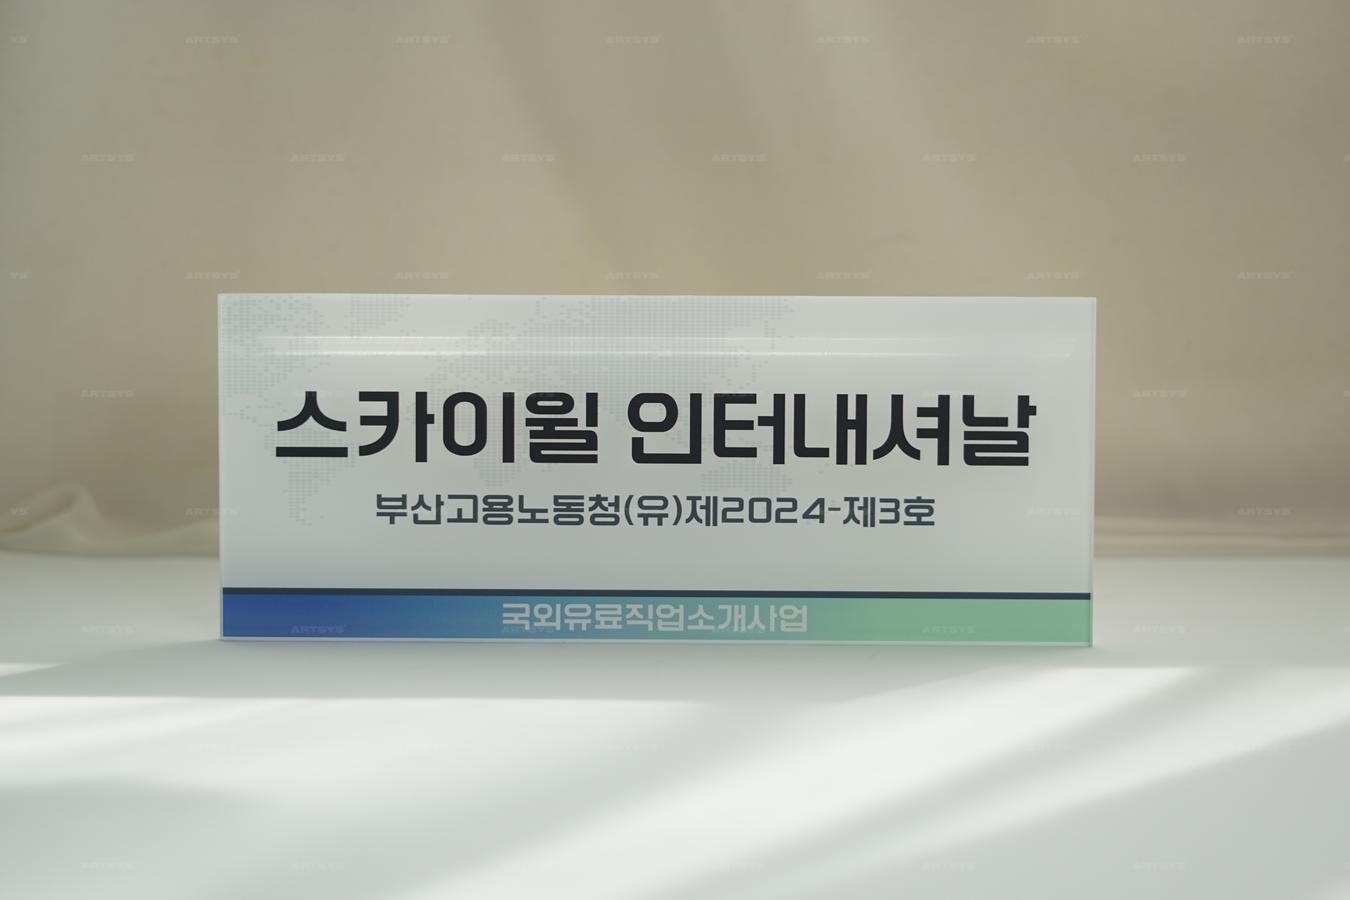 스카이윌 인터내셔날
부산고용노동청(유)제2024-제3호
국외유료직업소개사업
ARTSYS